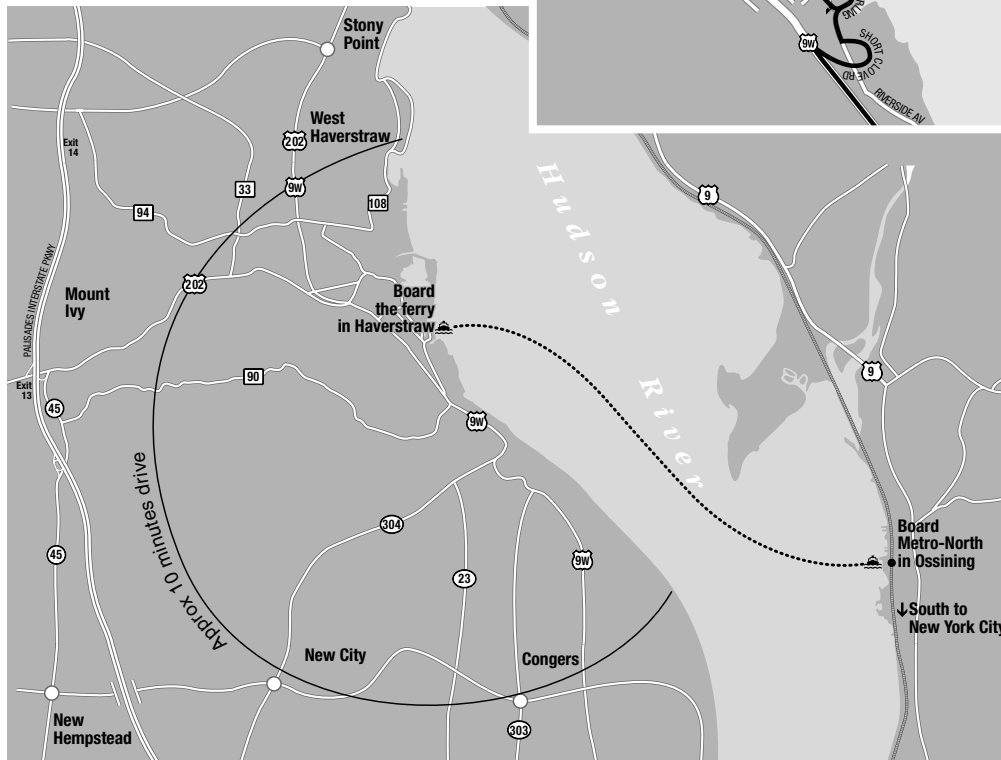 RLING
SHORT CLOVE RD
9W
RIVERSIDE AV
Stony
Point
West
Haverstraw
202
9W
Exit
14
33
108
94
9
PALISADES INTERSTATE PKWY
Hudson River
202
Mount
Ivy
Board
the ferry
in Haverstraw
9
Exit
13
90
45
9W
Approx 10 minutes drive
304
Board
Metro-North
in Ossining
45
9W
23
South to
New York City
New City
Congers
303
New
Hempstead